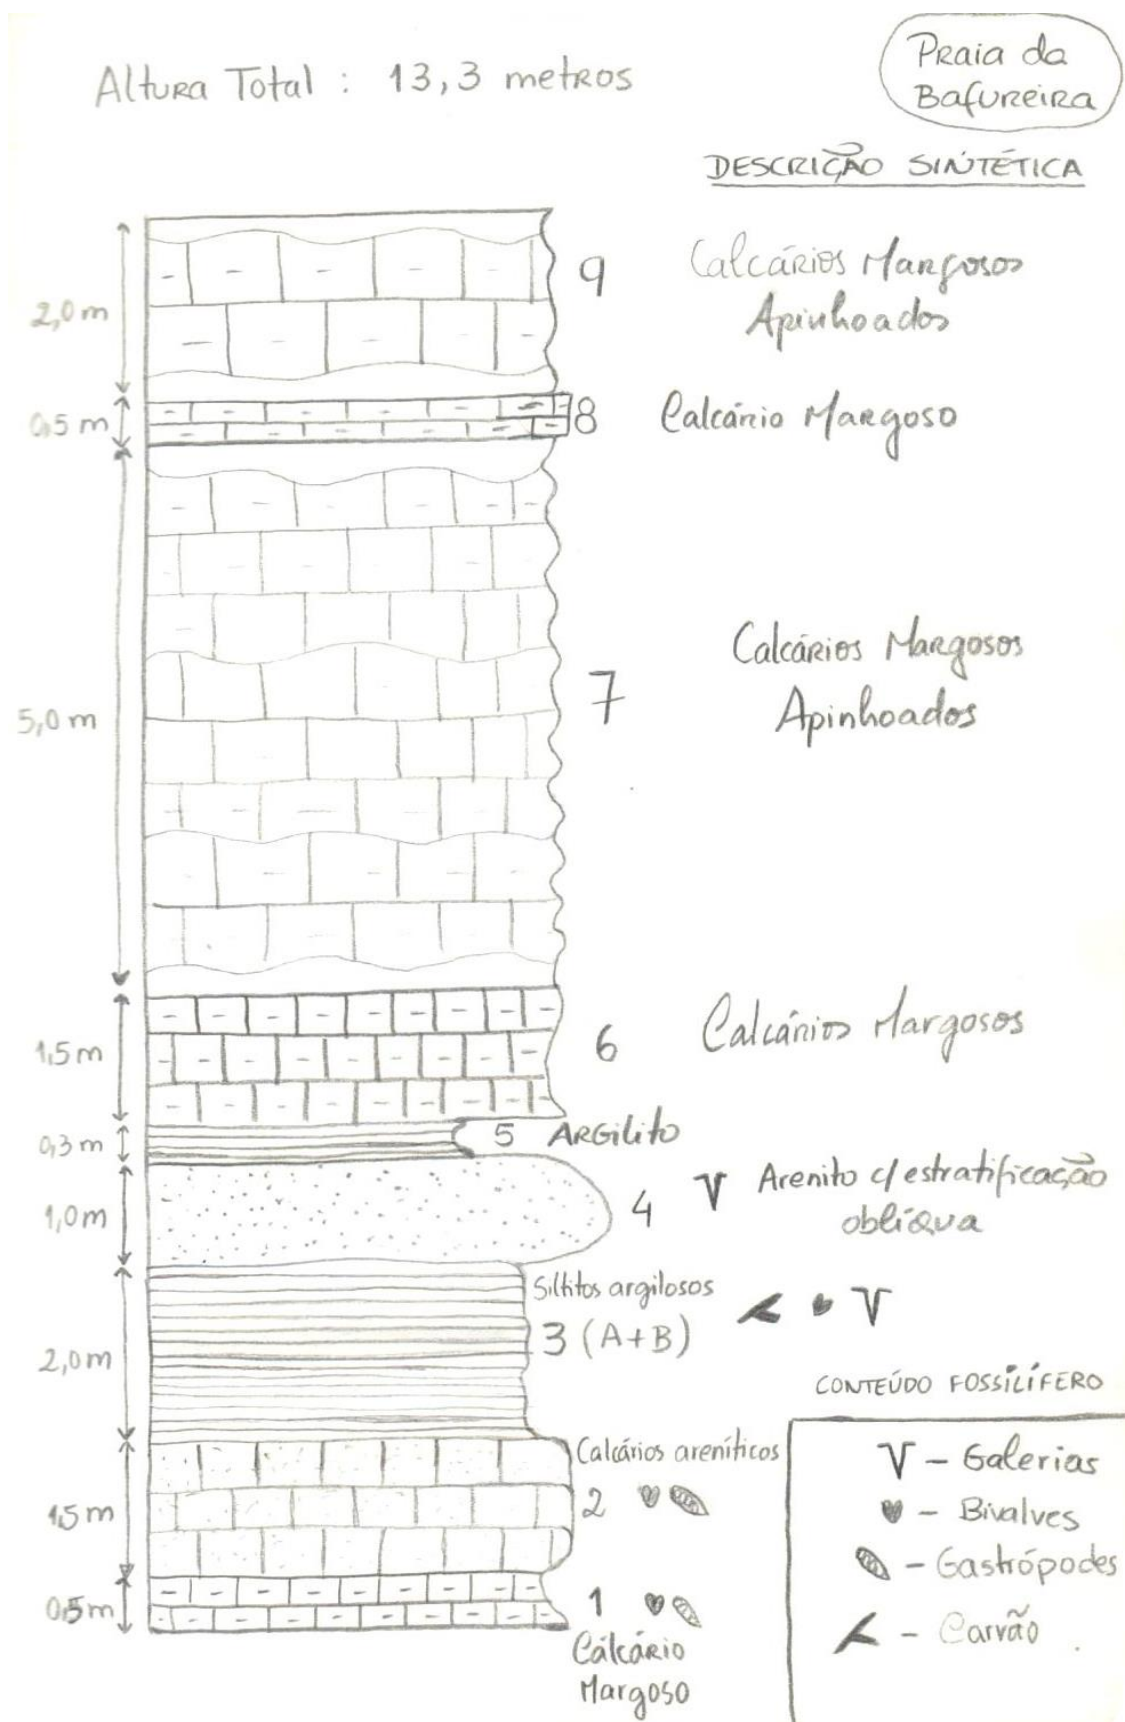 Altura Total : 13,3 metros
Praia da
Bafureira
DESCRIÇÃO SINTÉTICA
2,0 m
9
Calcários Margosos
Apinhoados
0,5 m
8
Calcário Margoso
5,0 m
7
Calcários Margosos
Apinhoados
1,5 m
6
Calcários Margosos
0,3 m
5 ARGILITO
1,0 m
4
V
Arenito c/estratificação
oblíqua
Siltitos argilosos
2,0 m
3 (A+B)
V
CONTEÚDO FOSSILÍFERO
Calcários areníticos
1,5 m
2
V - Galerias
- Bivalves
- Gastrópodes
- Carvão
0,5 m
1
Cálcário
Margoso